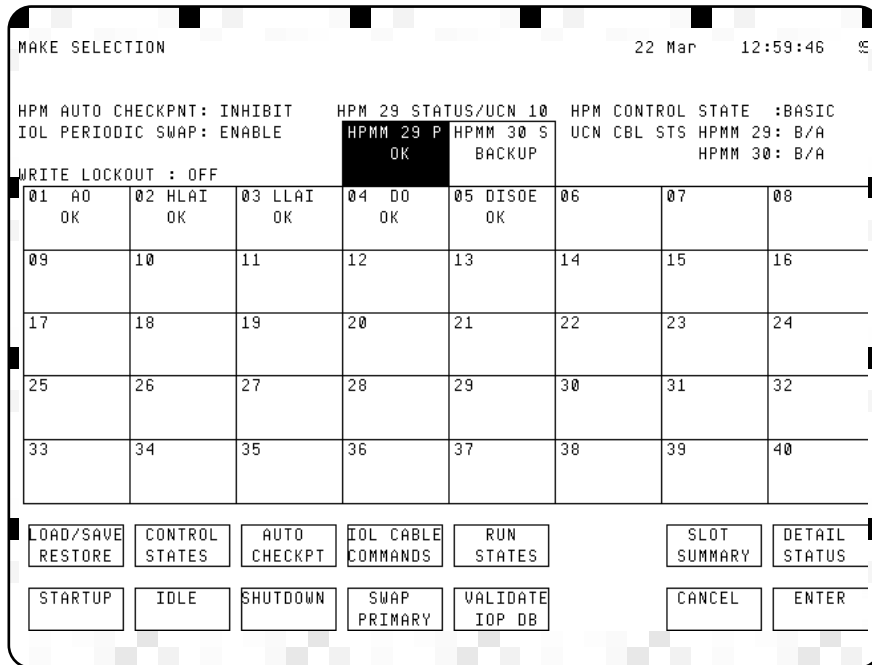 MAKE SELECTION 22 Mar 12:59:46
HPM AUTO CHECKPNT: INHIBIT HPM 29 STATUS/UCN 10 HPM CONTROL STATE :BASIC
IOL PERIODIC SWAP: ENABLE HPMM 29 P HPMM 30 S UCN CBL STS HPMM 29: B/A
OK BACKUP HPMM 30: B/A
WRITE LOCKOUT : OFF
01 AO 02 HLAI 03 LLAI 04 DO 05 DISOE 06 07 08
OK OK OK OK OK
09 10 11 12 13 14 15 16
17 18 19 20 21 22 23 24
25 26 27 28 29 30 31 32
33 34 35 36 37 38 39 40
LOAD/SAVE CONTROL AUTO IOL CABLE RUN SLOT DETAIL
RESTORE STATES CHECKPT COMMANDS STATES SUMMARY STATUS
STARTUP IDLE SHUTDOWN SWAP VALIDATE CANCEL ENTER
PRIMARY IOP DB